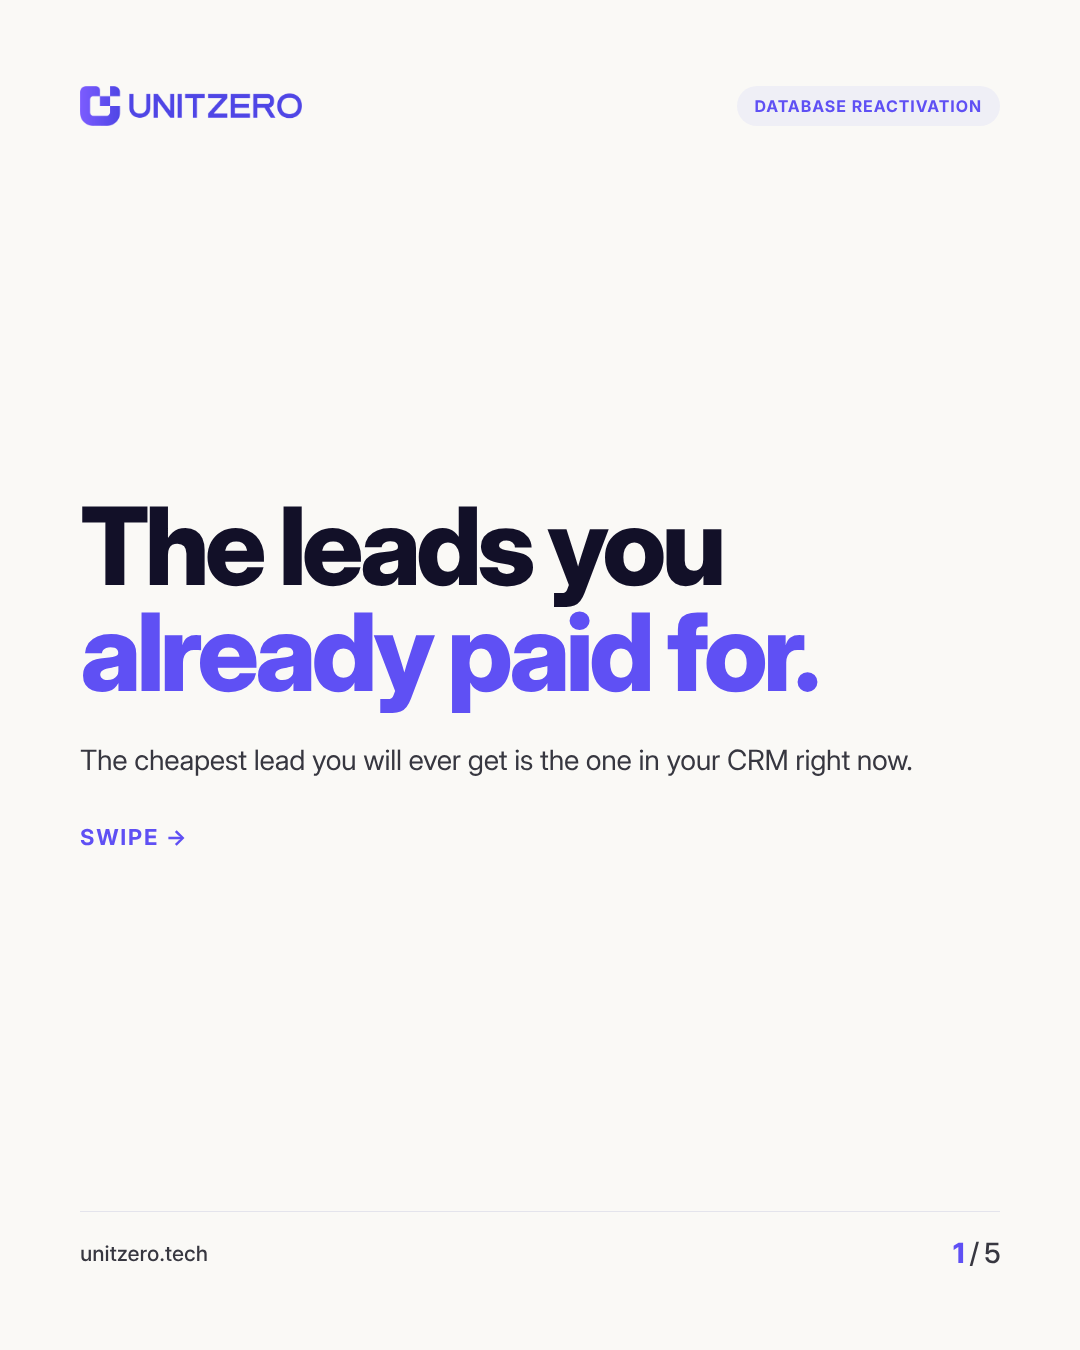 UNITZERO
DATABASE REACTIVATION
The leads you
already paid for.
The cheapest lead you will ever get is the one in your CRM right now.
SWIPE →
unitzero.tech
1 / 5